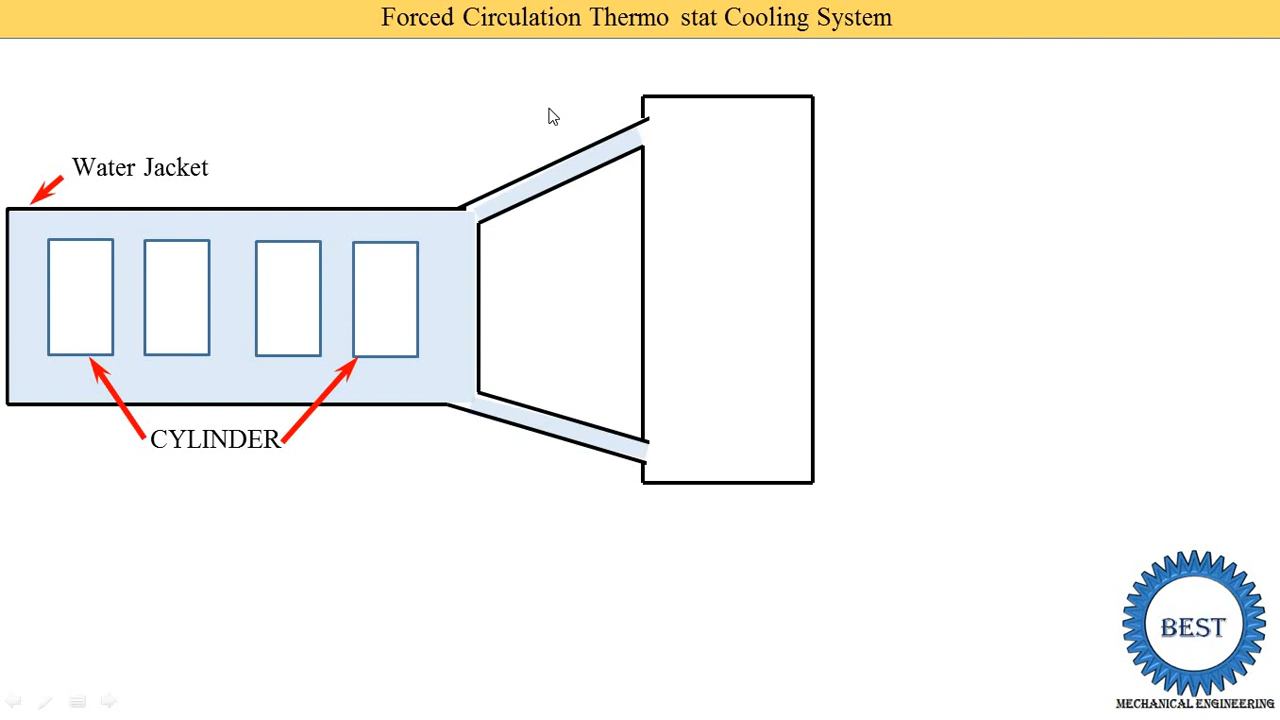 Forced Circulation Thermo stat Cooling System
Water Jacket
CYLINDER
BEST
MECHANICAL ENGINEERING